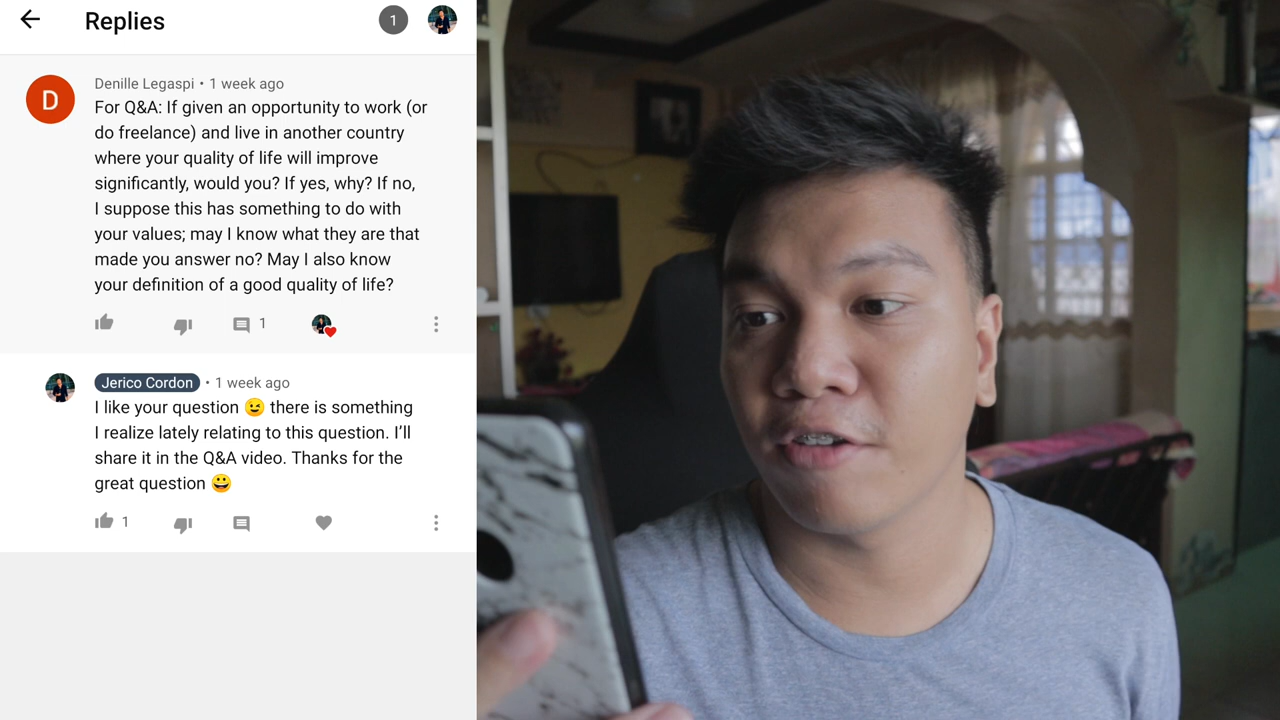 Replies
1
D
Denille Legaspi • 1 week ago
For Q&A: If given an opportunity to work (or
do freelance) and live in another country
where your quality of life will improve
significantly, would you? If yes, why? If no,
I suppose this has something to do with
your values; may I know what they are that
made you answer no? May I also know
your definition of a good quality of life?
1
Jerico Cordon • 1 week ago
I like your question 😉 there is something
I realize lately relating to this question. I’ll
share it in the Q&A video. Thanks for the
great question 😀
1